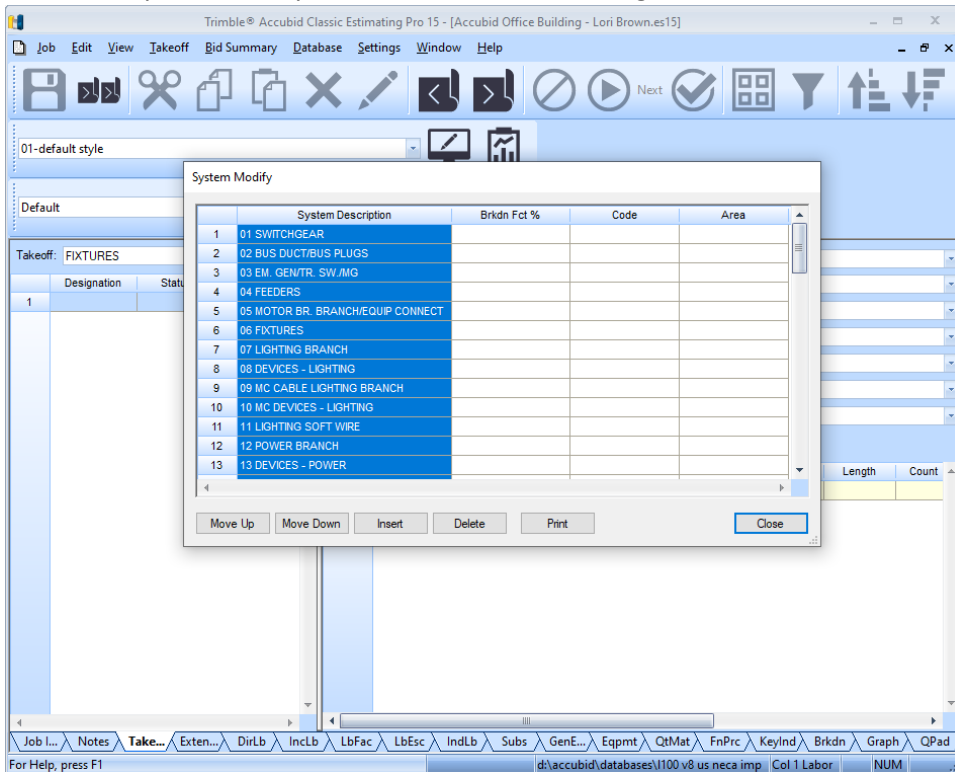 Trimble® Accubid Classic Estimating Pro 15 - [Accubid Office Building - Lori Brown.es15]
Job Edit View Takeoff Bid Summary Database Settings Window Help
Next
01-default style
System Modify
Default
System Description Brkdn Fct % Code Area
1 01 SWITCHGEAR
2 02 BUS DUCT/BUS PLUGS
3 03 EM. GEN/TR. SW./MG
4 04 FEEDERS
5 05 MOTOR BR. BRANCH/EQUIP CONNECT
6 06 FIXTURES
7 07 LIGHTING BRANCH
8 08 DEVICES - LIGHTING
9 09 MC CABLE LIGHTING BRANCH
10 10 MC DEVICES - LIGHTING
11 11 LIGHTING SOFT WIRE
12 12 POWER BRANCH
13 13 DEVICES - POWER
Takeoff: FIXTURES
Designation Statu
1
Length Count
Move Up Move Down Insert Delete Print Close
Job I... Notes Take... Exten... DirLb IncLb LbFac LbEsc IndLb Subs GenE... Eqpmt QtMat FnPrc KeyInd Brkdn Graph QPad
For Help, press F1 d:\accubid\databases\l100 v8 us neca imp Col 1 Labor NUM